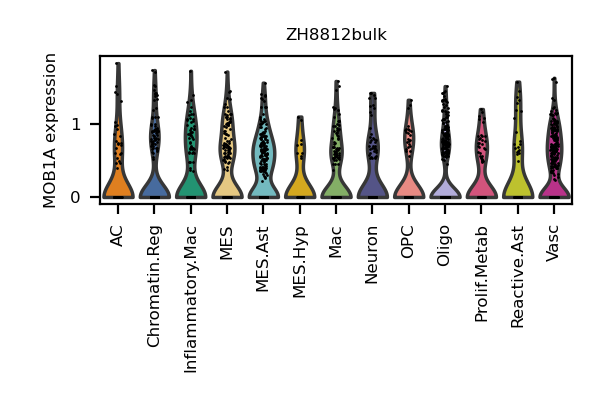 ZH8812bulk
MOB1A expression
1
0
AC
Chromatin.Reg
Inflammatory.Mac
MES
MES.Ast
MES.Hyp
Mac
Neuron
OPC
Oligo
Prolif.Metab
Reactive.Ast
Vasc